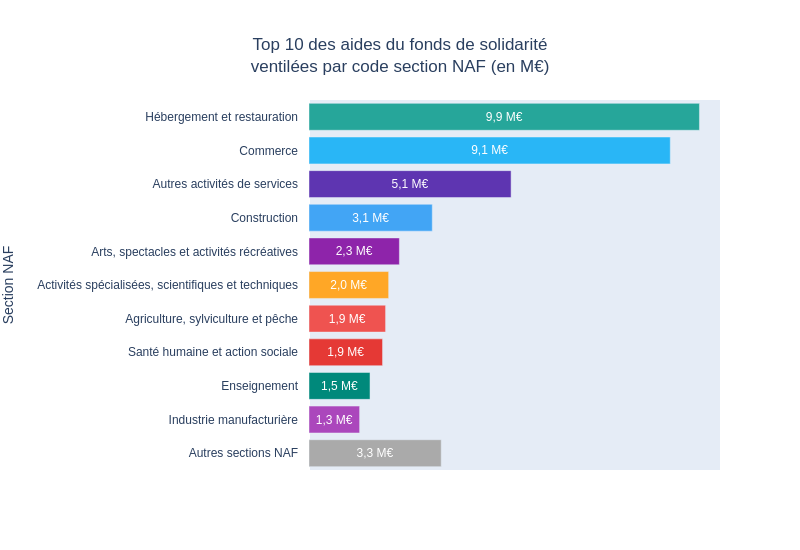 Top 10 des aides du fonds de solidarité
ventilées par code section NAF (en M€)
Section NAF
Hébergement et restauration 9,9 M€
Commerce 9,1 M€
Autres activités de services 5,1 M€
Construction 3,1 M€
Arts, spectacles et activités récréatives 2,3 M€
Activités spécialisées, scientifiques et techniques 2,0 M€
Agriculture, sylviculture et pêche 1,9 M€
Santé humaine et action sociale 1,9 M€
Enseignement 1,5 M€
Industrie manufacturière 1,3 M€
Autres sections NAF 3,3 M€